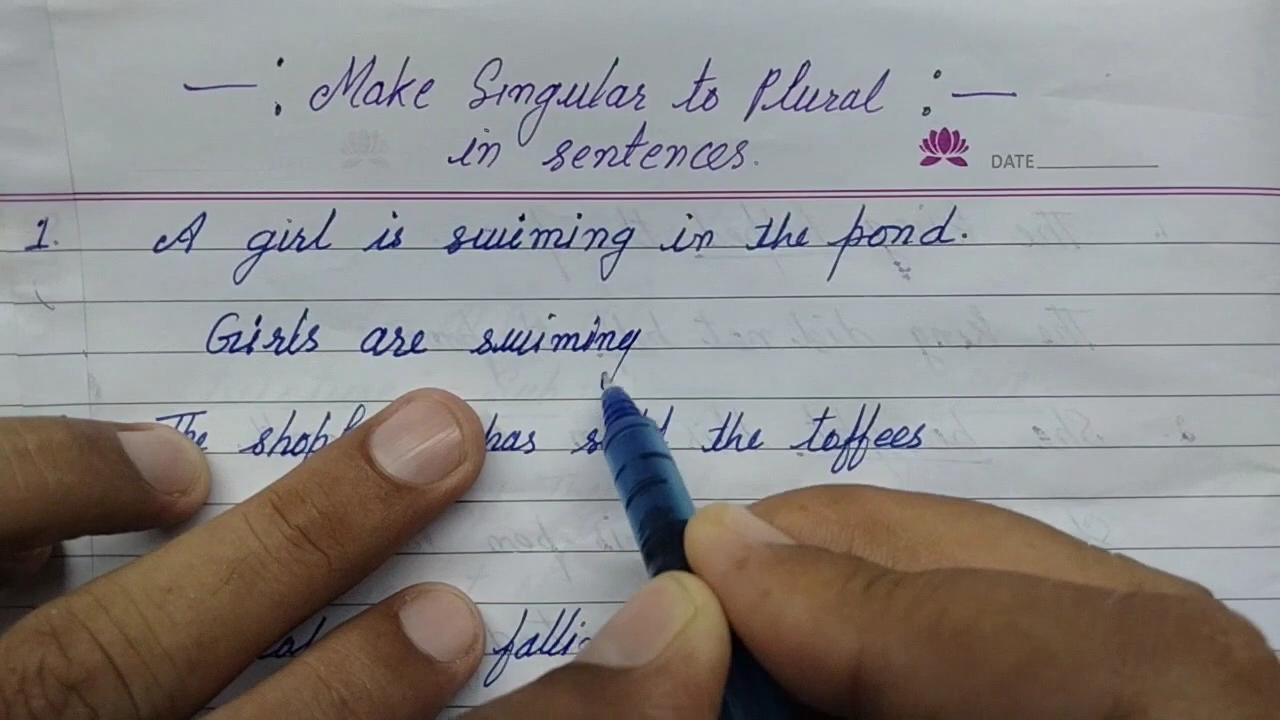 —: Make Singular to Plural :—
in sentences.
DATE
1. A girl is swiming in the pond.
Girls are swiming
The has the toffees